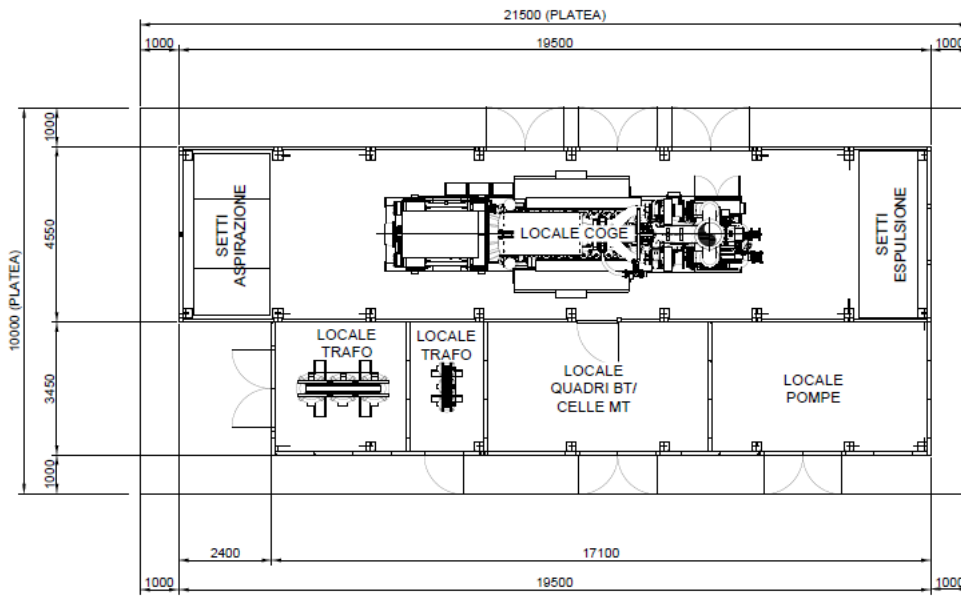 21500 (PLATEA)
1000
19500
1000
1000
4550
3450
1000
10000 (PLATEA)
SETTI
ASPIRAZIONE
LOCALE COGE
SETTI
ESPULSIONE
LOCALE
TRAFO
LOCALE
TRAFO
LOCALE
QUADRI BT/
CELLE MT
LOCALE
POMPE
2400
17100
1000
19500
1000